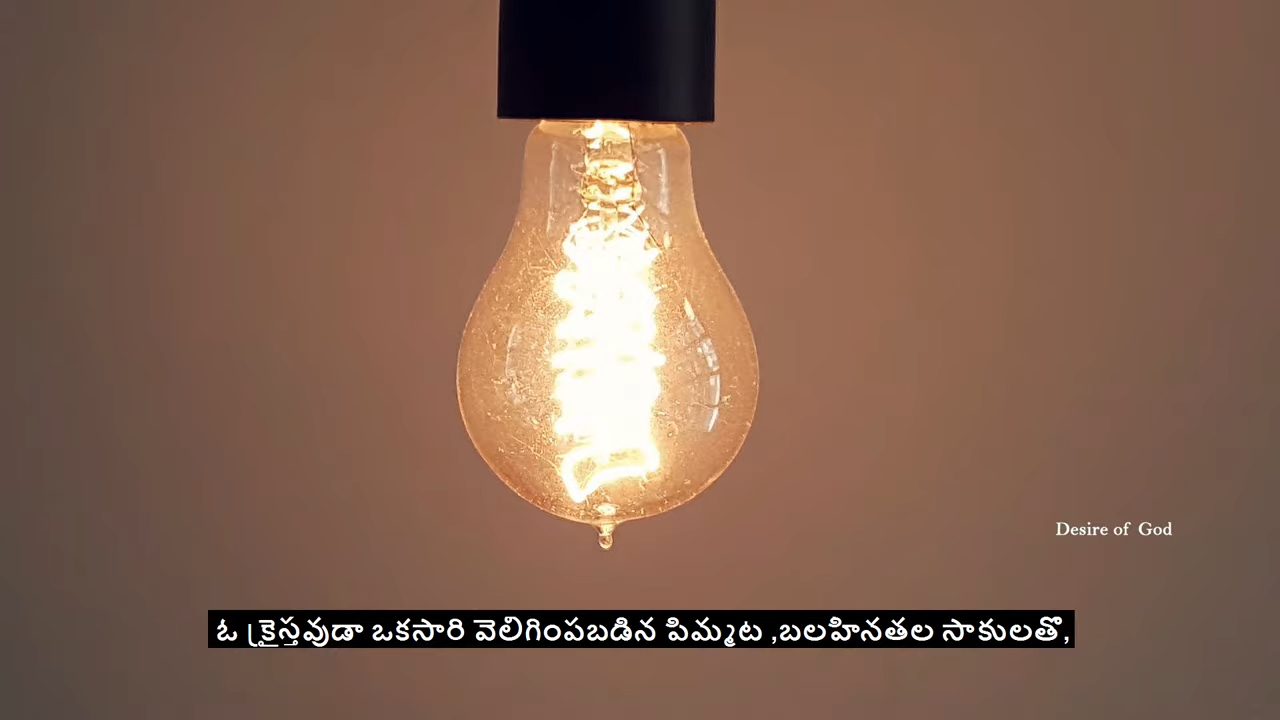 Desire of God
ఓ క్రైస్తవుడా ఒకసారి వెలిగింపబడిన పిమ్మట ,బలహినతల సాకులతొ,